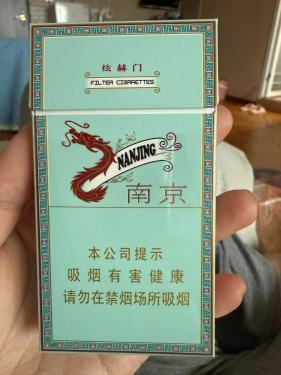 炫赫门
FILTER CIGARETTES
NANJING
南京
本公司提示
吸烟有害健康
请勿在禁烟场所吸烟